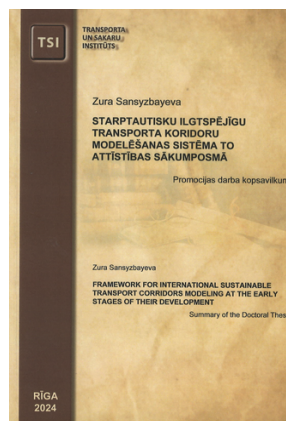 TSI
TRANSPORTA
UN SAKARU
INSTITŪTS
Zura Sansyzbayeva
STARPTAUTISKU ILGTSPĒJĪGU
TRANSPORTA KORIDORU
MODELĒŠANAS SISTĒMA TO
ATTĪSTĪBAS SĀKUMPOSMĀ
Promocijas darba kopsavilkum
Zura Sansyzbayeva
FRAMEWORK FOR INTERNATIONAL SUSTAINABLE
TRANSPORT CORRIDORS MODELING AT THE EARLY
STAGES OF THEIR DEVELOPMENT
Summary of the Doctoral Thes
RĪGA
2024